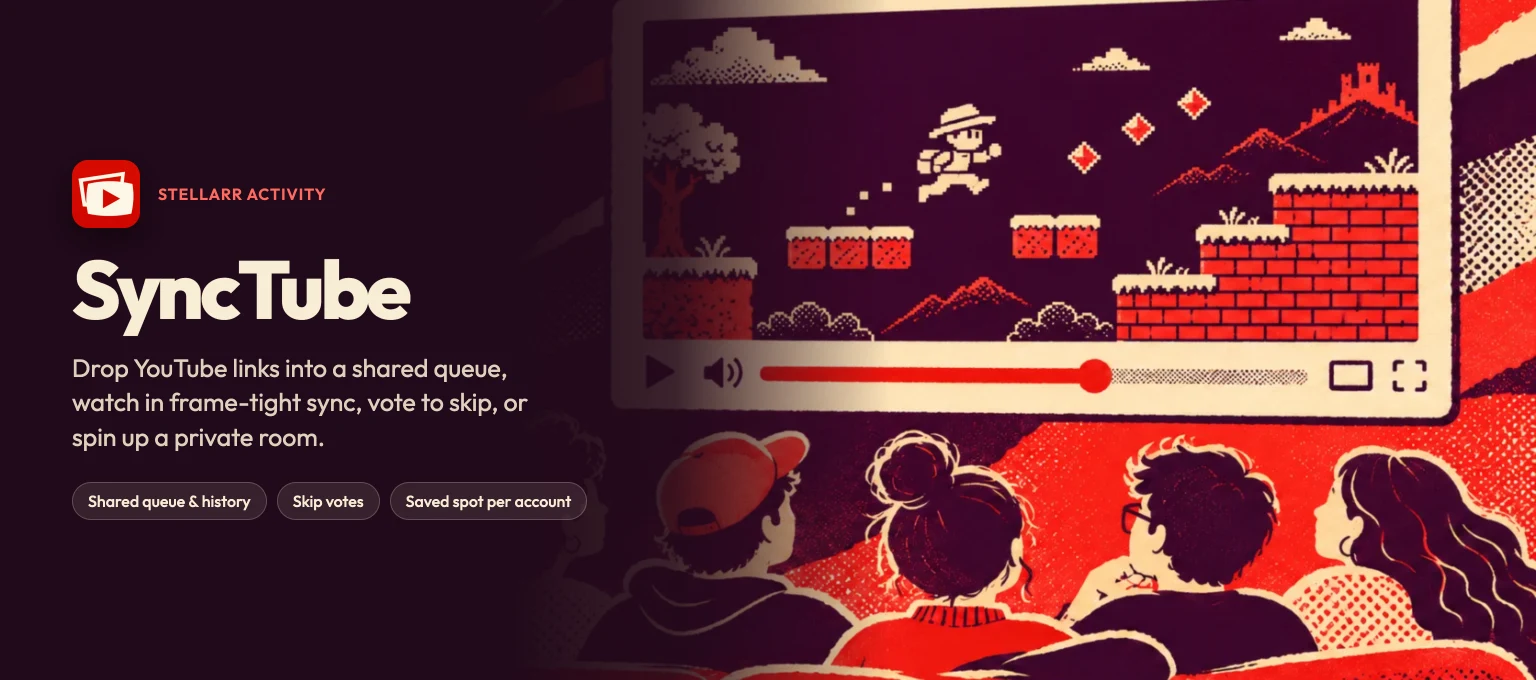 STELLARR ACTIVITY
SyncTube
Drop YouTube links into a shared queue,
watch in frame-tight sync, vote to skip, or
spin up a private room.
Shared queue & history
Skip votes
Saved spot per account